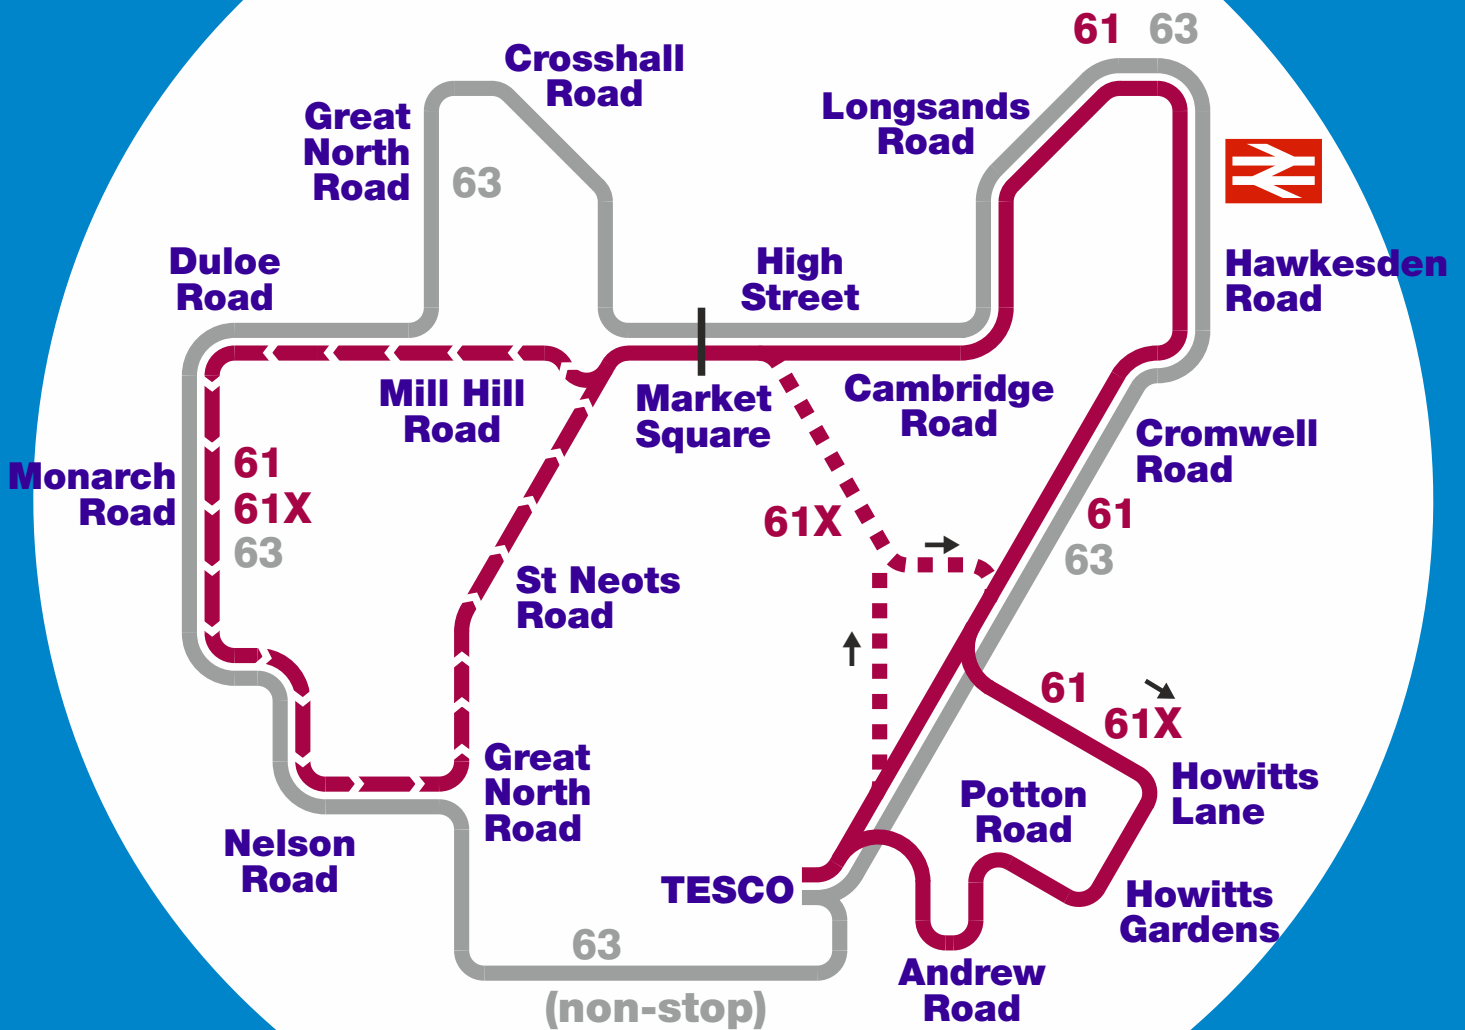 61 63
Crosshall
Road
Longsands
Road
Great
North
Road
63
Duloe
Road
High
Street
Hawkesden
Road
Mill Hill
Road
Market
Square
Cambridge
Road
Cromwell
Road
Monarch
Road
61
61X
63
61X
61
63
St Neots
Road
61
61X
Great
North
Road
Howitts
Lane
Potton
Road
Nelson
Road
TESCO
Howitts
Gardens
63
(non-stop)
Andrew
Road